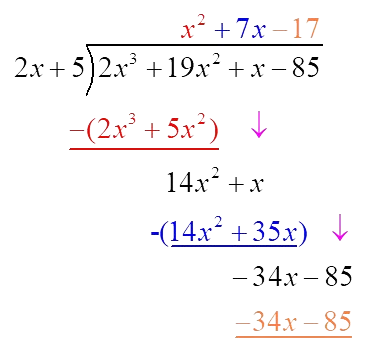 x² + 7x − 17
2x + 5)2x³ + 19x² + x − 85
−(2x³ + 5x²) ↓
14x² + x
-(14x² + 35x) ↓
−34x − 85
−34x − 85